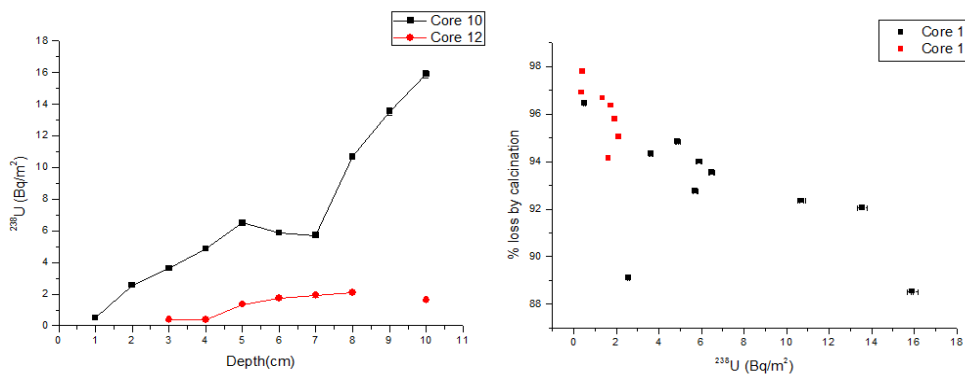 Core 10
Core 12
18
16
14
12
10
8
6
4
2
0
²³⁸U (Bq/m²)
0 1 2 3 4 5 6 7 8 9 10 11
Depth(cm)
Core 1
Core 1
98
96
94
92
90
88
% loss by calcination
0 2 4 6 8 10 12 14 16 18
²³⁸U (Bq/m²)